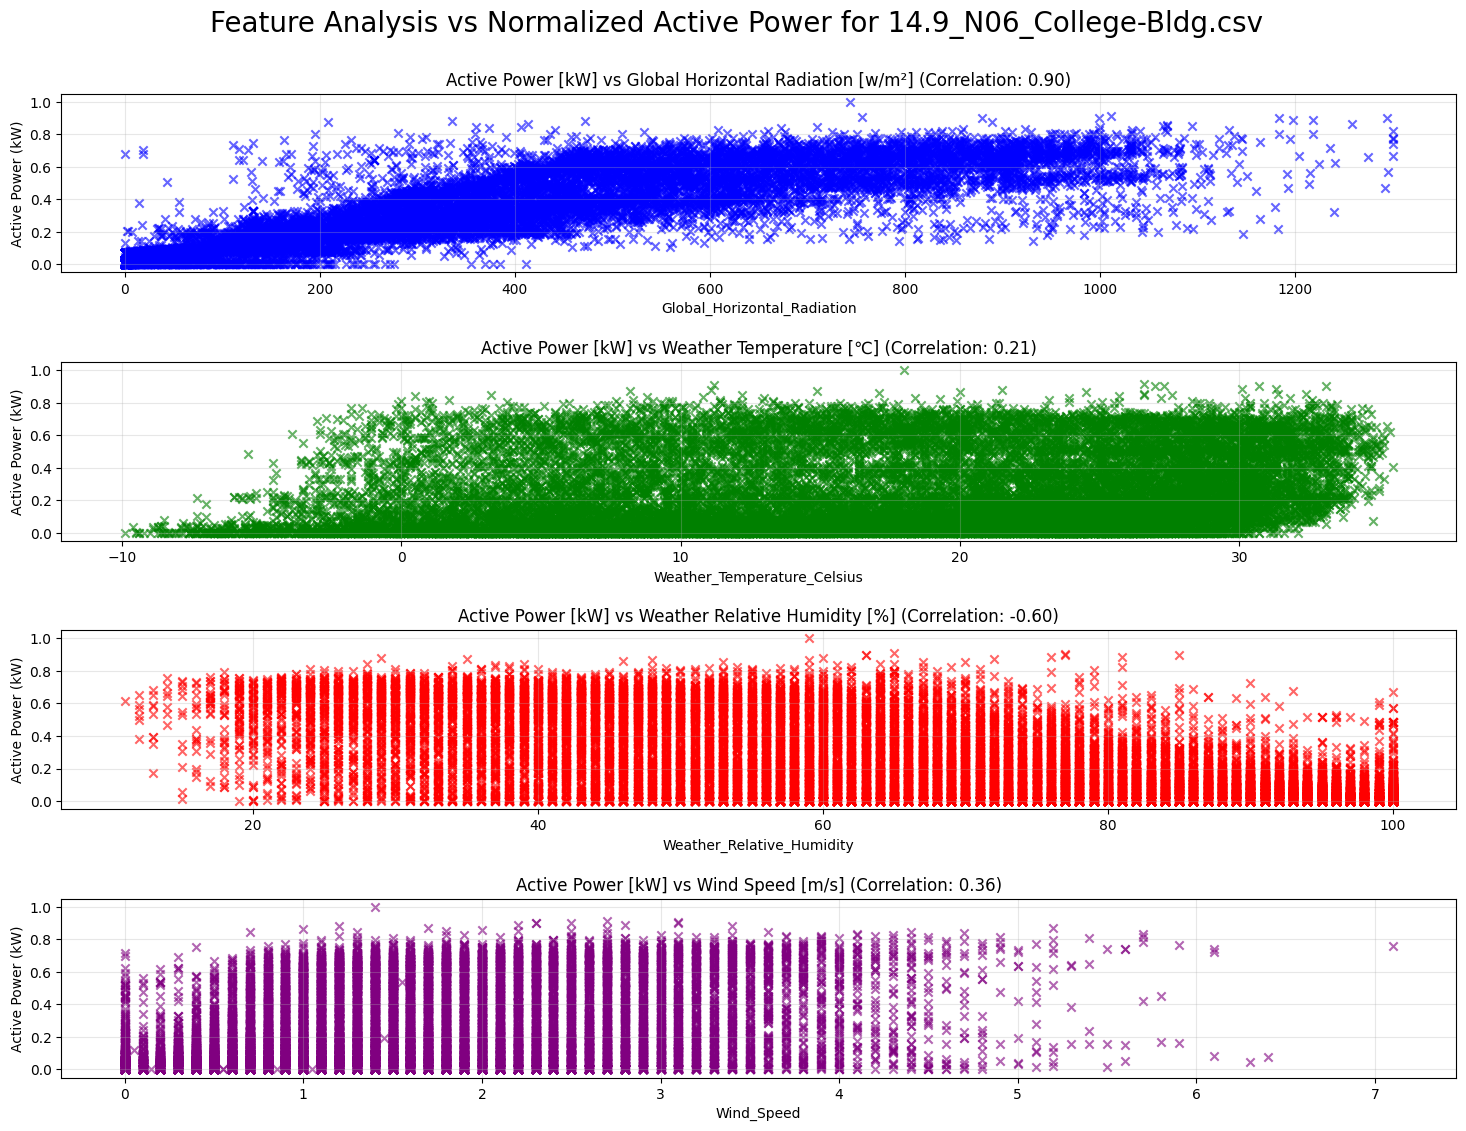 Feature Analysis vs Normalized Active Power for 14.9_N06_College-Bldg.csv
Active Power [kW] vs Global Horizontal Radiation [w/m²] (Correlation: 0.90)
Active Power (kW)
1.0
0.8
0.6
0.4
0.2
0.0
0 200 400 600 800 1000 1200
Global_Horizontal_Radiation
Active Power [kW] vs Weather Temperature [℃] (Correlation: 0.21)
Active Power (kW)
1.0
0.8
0.6
0.4
0.2
0.0
−10 0 10 20 30
Weather_Temperature_Celsius
Active Power [kW] vs Weather Relative Humidity [%] (Correlation: -0.60)
Active Power (kW)
1.0
0.8
0.6
0.4
0.2
0.0
20 40 60 80 100
Weather_Relative_Humidity
Active Power [kW] vs Wind Speed [m/s] (Correlation: 0.36)
Active Power (kW)
1.0
0.8
0.6
0.4
0.2
0.0
0 1 2 3 4 5 6 7
Wind_Speed